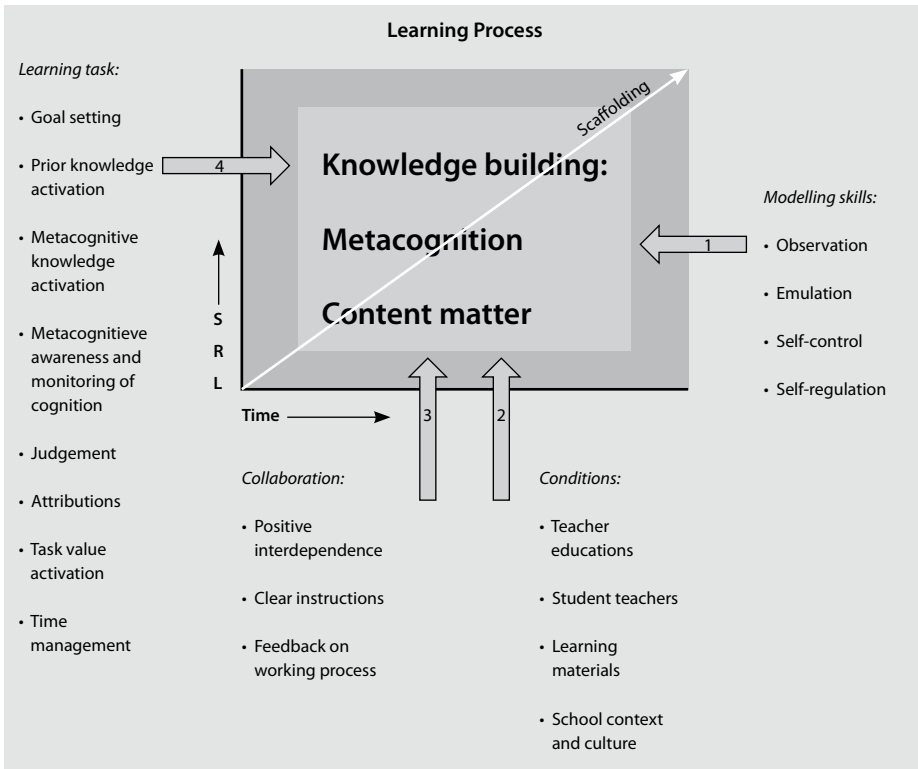 Learning Process
Learning task:
• Goal setting
• Prior knowledge
activation
• Metacognitive
knowledge
activation
• Metacognitieve
awareness and
monitoring of
cognition
• Judgement
• Attributions
• Task value
activation
• Time
management
4
S
R
L
Scaffolding
Knowledge building:
Metacognition
Content matter
Time
3
2
1
Modelling skills:
• Observation
• Emulation
• Self-control
• Self-regulation
Collaboration:
• Positive
interdependence
• Clear instructions
• Feedback on
working process
Conditions:
• Teacher
educations
• Student teachers
• Learning
materials
• School context
and culture